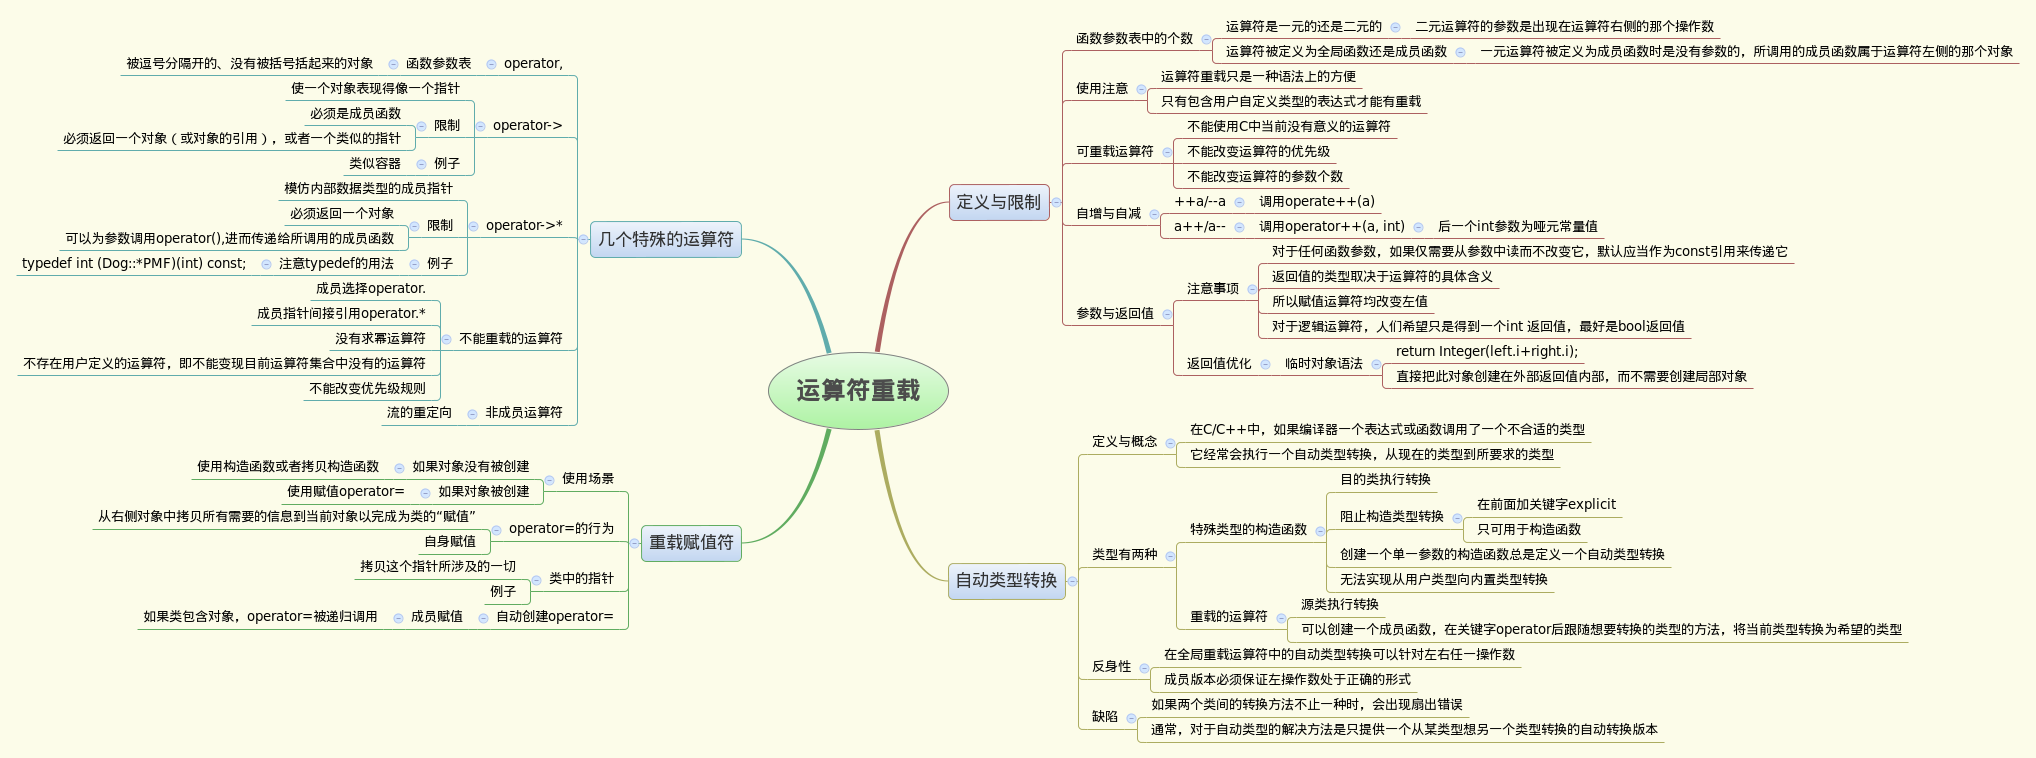 运算符重载
定义与限制
函数参数表中的个数
运算符是一元的还是二元的
二元运算符的参数是出现在运算符右侧的那个操作数
运算符被定义为全局函数还是成员函数
一元运算符被定义为成员函数时是没有参数的，所调用的成员函数属于运算符左侧的那个对象
使用注意
运算符重载只是一种语法上的方便
只有包含用户自定义类型的表达式才能有重载
可重载运算符
不能使用C中当前没有意义的运算符
不能改变运算符的优先级
不能改变运算符的参数个数
自增与自减
++a/--a
调用operate++(a)
a++/a--
调用operator++(a, int)
后一个int参数为哑元常量值
参数与返回值
注意事项
对于任何函数参数，如果仅需要从参数中读而不改变它，默认应当作为const引用来传递它
返回值的类型取决于运算符的具体含义
所以赋值运算符均改变左值
对于逻辑运算符，人们希望只是得到一个int 返回值，最好是bool返回值
返回值优化
临时对象语法
return Integer(left.i+right.i);
直接把此对象创建在外部返回值内部，而不需要创建局部对象
自动类型转换
定义与概念
在C/C++中，如果编译器一个表达式或函数调用了一个不合适的类型
它经常会执行一个自动类型转换，从现在的类型到所要求的类型
类型有两种
特殊类型的构造函数
目的类执行转换
阻止构造类型转换
在前面加关键字explicit
只可用于构造函数
创建一个单一参数的构造函数总是定义一个自动类型转换
无法实现从用户类型向内置类型转换
重载的运算符
源类执行转换
可以创建一个成员函数，在关键字operator后跟随想要转换的类型的方法，将当前类型转换为希望的类型
反身性
在全局重载运算符中的自动类型转换可以针对左右任一操作数
成员版本必须保证左操作数处于正确的形式
缺陷
如果两个类间的转换方法不止一种时，会出现扇出错误
通常，对于自动类型的解决方法是只提供一个从某类型想另一个类型转换的自动转换版本
几个特殊的运算符
operator,
函数参数表
被逗号分隔开的、没有被括号括起来的对象
operator->
使一个对象表现得像一个指针
限制
必须是成员函数
必须返回一个对象（或对象的引用），或者一个类似的指针
例子
类似容器
operator->*
模仿内部数据类型的成员指针
限制
必须返回一个对象
可以为参数调用operator(),进而传递给所调用的成员函数
例子
注意typedef的用法
typedef int (Dog::*PMF)(int) const;
不能重载的运算符
成员选择operator.
成员指针间接引用operator.*
没有求幂运算符
不存在用户定义的运算符，即不能变现目前运算符集合中没有的运算符
不能改变优先级规则
非成员运算符
流的重定向
重载赋值符
使用场景
如果对象没有被创建
使用构造函数或者拷贝构造函数
如果对象被创建
使用赋值operator=
operator=的行为
从右侧对象中拷贝所有需要的信息到当前对象以完成为类的“赋值”
自身赋值
类中的指针
拷贝这个指针所涉及的一切
例子
自动创建operator=
成员赋值
如果类包含对象，operator=被递归调用